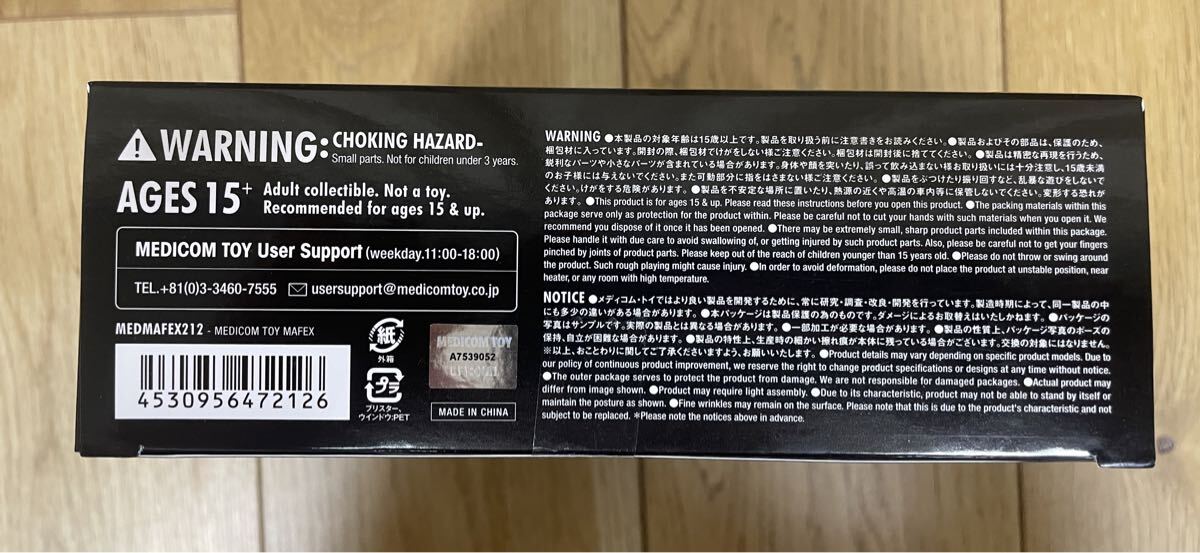 ⚠WARNING: CHOKING HAZARD-
Small parts. Not for children under 3 years.
AGES 15+ Adult collectible. Not a toy.
Recommended for ages 15 & up.
MEDICOM TOY User Support (weekday.11:00-18:00)
TEL.+81(0)3-3460-7555 usersupport@medicomtoy.co.jp
MEDMAFEX212 - MEDICOM TOY MAFEX
4530956472126
紙
外箱
プラ
ブリスター、
ウインドウ:PET
MEDICOM TOY
A7539052
MADE IN CHINA
WARNING ●本製品の対象年齢は15歳以上です。製品を取り扱う前に注意書きをお読みください。●製品およびその部品は、保護のため、
梱包材に入っています。開封の際、梱包材でけがをしない様ご注意ください。梱包材は開封後に捨ててください。●製品は精密な再現を行うため、
鋭利なパーツや小さなパーツが含まれている場合があります。身体や顔を突いたり、誤って飲み込まない様お取り扱いには十分注意し、15歳未満
のお子様には与えないでください。また可動部分に指をはさまない様ご注意ください。●製品をぶつけたり振り回すなど、乱暴な遊びをしないで
ください。けがをする危険があります。●製品を不安定な場所に置いたり、熱源の近くや高温の車内等に保管しないでください。変形する恐れが
あります。●This product is for ages 15 & up. Please read these instructions before you open this product. ●The packing materials within this
package serve only as protection for the product within. Please be careful not to cut your hands with such materials when you open it. We
recommend you dispose of it once it has been opened. ●There may be extremely small, sharp product parts included within this package.
Please handle it with due care to avoid swallowing of, or getting injured by such product parts. Also, please be careful not to get your fingers
pinched by joints of product parts. Please keep out of the reach of children younger than 15 years old. ●Please do not throw or swing around
the product. Such rough playing might cause injury. ●In order to avoid deformation, please do not place the product at unstable position, near
heater, or any room with high temperature.
NOTICE ●メディコム・トイではより良い製品を開発するために、常に研究・調査・改良・開発を行っています。製造時期によって、同一製品の中
にも多少の違いがある場合があります。●本パッケージは製品保護の為のものです。ダメージによるお取替えはいたしかねます。●パッケージの
写真はサンプルです。実際の製品とは異なる場合があります。●一部加工が必要な場合があります。●製品の性質上、パッケージ写真のポーズの
保持、自立が困難な場合があります。●製品の特性上、生産時の細かい擦れ痕が本体に残っている場合がございます。交換の対象にはなりません。
※以上、おことわりに関してご了承くださいますよう、お願いいたします。●Product details may vary depending on specific product models. Due to
our policy of continuous product improvement, we reserve the right to change product specifications or designs at any time without notice.
●The outer package serves to protect the product from damage. We are not responsible for damaged packages. ●Actual product may
differ from image shown. ●Product may require light assembly. ●Due to its characteristic, product may not be able to stand by itself or
maintain the posture as shown. ●Fine wrinkles may remain on the surface. Please note that this is due to the product's characteristic and not
subject to be replaced. ※Please note the notices above in advance.